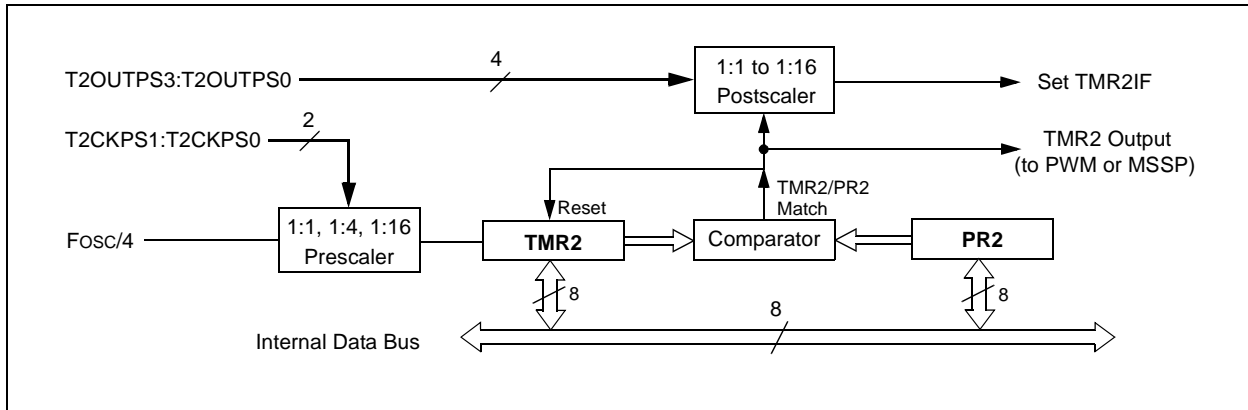 T2OUTPS3:T2OUTPS0
4
1:1 to 1:16
Postscaler
Set TMR2IF
T2CKPS1:T2CKPS0
2
TMR2 Output
(to PWM or MSSP)
TMR2/PR2
Match
Reset
FOSC/4
1:1, 1:4, 1:16
Prescaler
TMR2
Comparator
PR2
8
8
8
Internal Data Bus